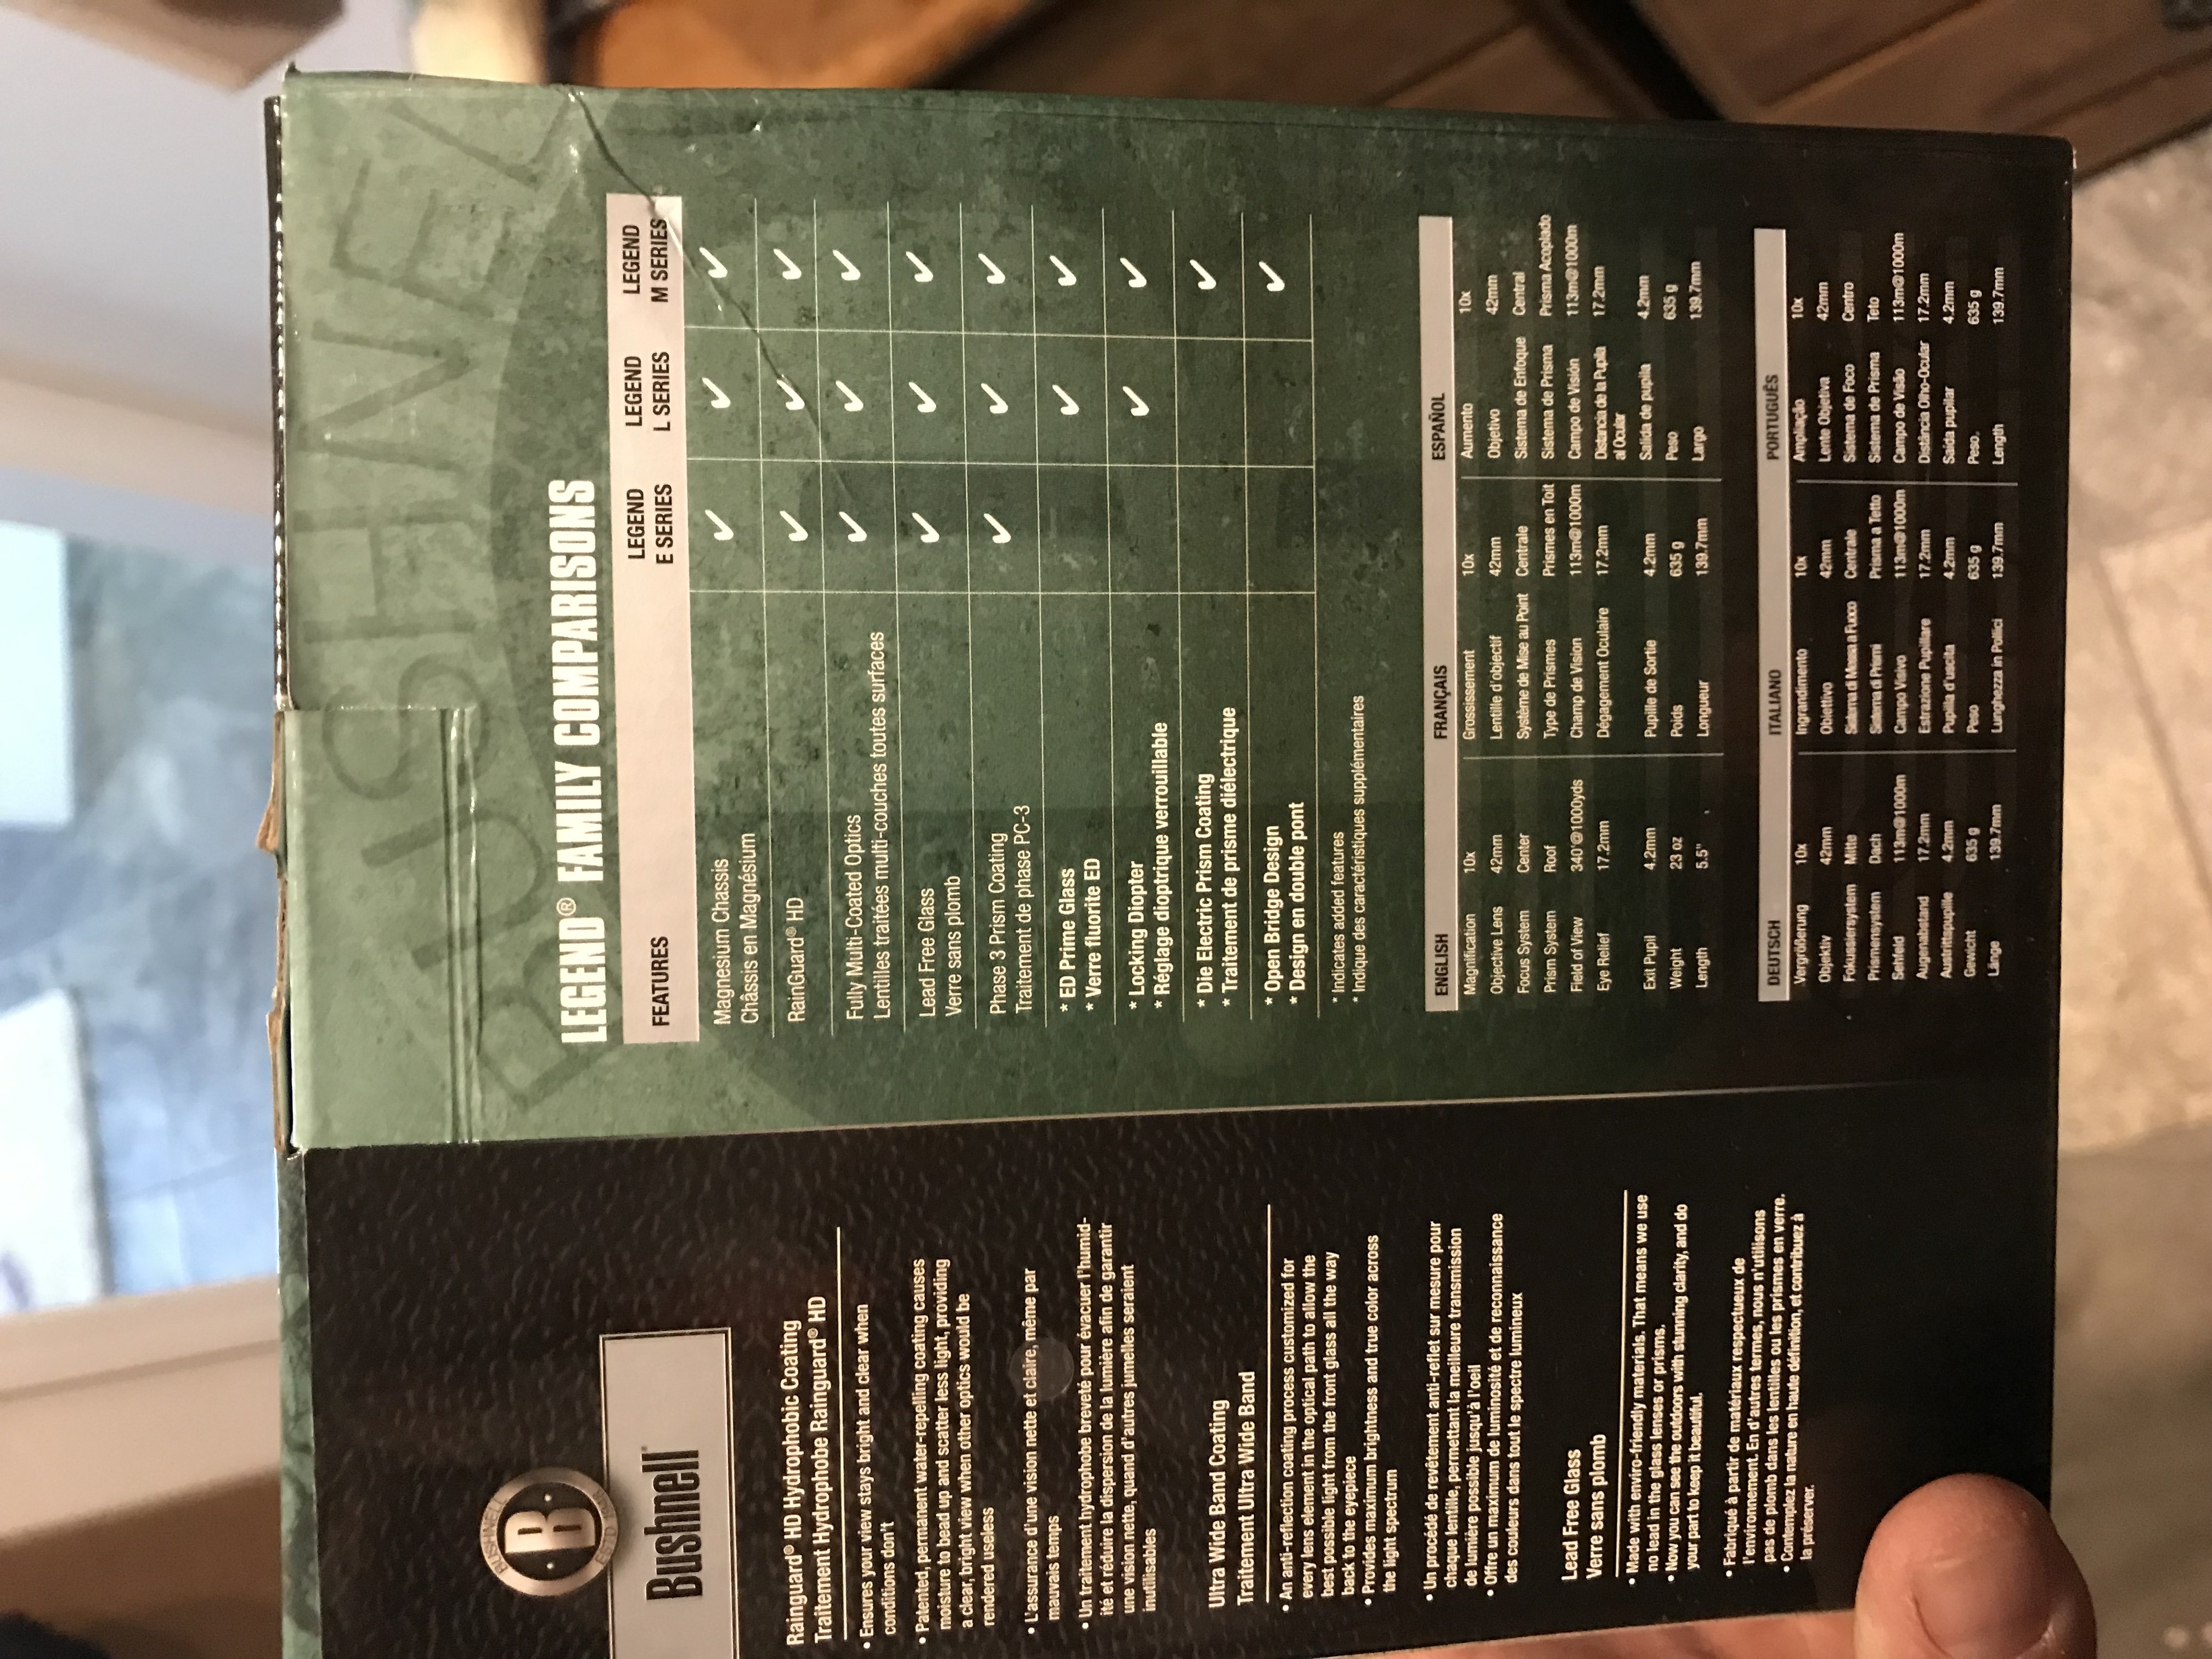 BUSHNELL
BUSHNELL
ESTD 1948
·B·
Bushnell®
Rainguard® HD Hydrophobic Coating
Traitement Hydrophobe Rainguard® HD
• Ensures your view stays bright and clear when
conditions don't
• Patented, permanent water-repelling coating causes
moisture to bead up and scatter less light, providing
a clear bright view when other optics would be
rendered useless
• L'assurance d'une vision nette et claire, même par
mauvais temps
• Un traitement hydrophobe breveté pour évacuer l'humid-
ité et réduire la dispersion de la lumière afin de garantir
une vision nette, quand d'autres jumelles seraient
inutilisables
Ultra Wide Band Coating
Traitement Ultra Wide Band
• An anti-reflection coating process customized for
every lens element in the optical path to allow the
best possible light from the front glass all the way
back to the eyepiece
• Provides maximum brightness and true color across
the light spectrum
• Un procédé de revêtement anti-reflet sur mesure pour
chaque lentille, permettant la meilleure transmission
de lumière possible jusqu'à l'oeil
• Offre un maximum de luminosité et de reconnaissance
des couleurs dans tout le spectre lumineux
Lead Free Glass
Verre sans plomb
• Made with enviro-friendly materials. That means we use
no lead in the glass lenses or prisms.
• Now you can see the outdoors with stunning clarity, and do
your part to keep it beautiful.
• Fabriqué à partir de matériaux respectueux de
l'environnement. En d'autres termes, nous n'utilisons
pas de plomb dans les lentilles ou les prismes en verre.
• Contemplez la nature en haute définition, et contribuez à
la préserver.
LEGEND® FAMILY COMPARISONS
FEATURES LEGEND E SERIES LEGEND L SERIES LEGEND M SERIES
Magnesium Chassis ✓ ✓ ✓
Châssis en Magnésium
RainGuard® HD ✓ ✓ ✓
Fully Multi-Coated Optics ✓ ✓ ✓
Lentilles traitées multi-couches toutes surfaces
Lead Free Glass ✓ ✓ ✓
Verre sans plomb
Phase 3 Prism Coating ✓ ✓ ✓
Traitement de phase PC-3
* ED Prime Glass ✓ ✓
* Verre fluorite ED
* Locking Diopter ✓ ✓
* Réglage dioptrique verrouillable
* Die Electric Prism Coating ✓
* Traitement de prisme diélectrique
* Open Bridge Design ✓
* Design en double pont
* Indicates added features
* Indique des caractéristiques supplémentaires
ENGLISH
Magnification 10x
Objective Lens 42mm
Focus System Center
Prism System Roof
Field of View 340'@1000yds
Eye Relief 17.2mm
Exit Pupil 4.2mm
Weight 23 oz
Length 5.5"
FRANÇAIS
Grossissement 10x
Lentille d'objectif 42mm
Système de Mise au Point Centrale
Type de Prismes Prismes en Toit
Champ de Vision 113m@1000m
Dégagement Oculaire 17.2mm
Pupille de Sortie 4.2mm
Poids 635 g
Longueur 139.7mm
ESPAÑOL
Aumento 10x
Objetivo 42mm
Sistema de Enfoque Central
Sistema de Prisma Prisma Acoplado
Campo de Visión 113m@1000m
Distancia de la Pupila 17.2mm
al Ocular
Salida de pupila 4.2mm
Peso 635 g
Largo 139.7mm
DEUTSCH
Vergrößerung 10x
Objektiv 42mm
Fokussiersystem Mitte
Prismensystem Dach
Sehfeld 113m@1000m
Augenabstand 17.2mm
Austrittspupille 4.2mm
Gewicht 635 g
Länge 139.7mm
ITALIANO
Ingrandimento 10x
Obiettivo 42mm
Sistema di Messa a Fuoco Centrale
Sistema di Prismi Prisma a Tetto
Campo Visivo 113m@1000m
Estrazione Pupillare 17.2mm
Pupilla d'uscita 4.2mm
Peso 635 g
Lunghezza in Pollici 139.7mm
PORTUGUÊS
Ampliação 10x
Lente Objetiva 42mm
Sistema de Foco Centro
Sistema de Prisma Teto
Campo de Visão 113m@1000m
Distância Olho-Ocular 17.2mm
Saída pupilar 4.2mm
Peso. 635 g
Length 139.7mm